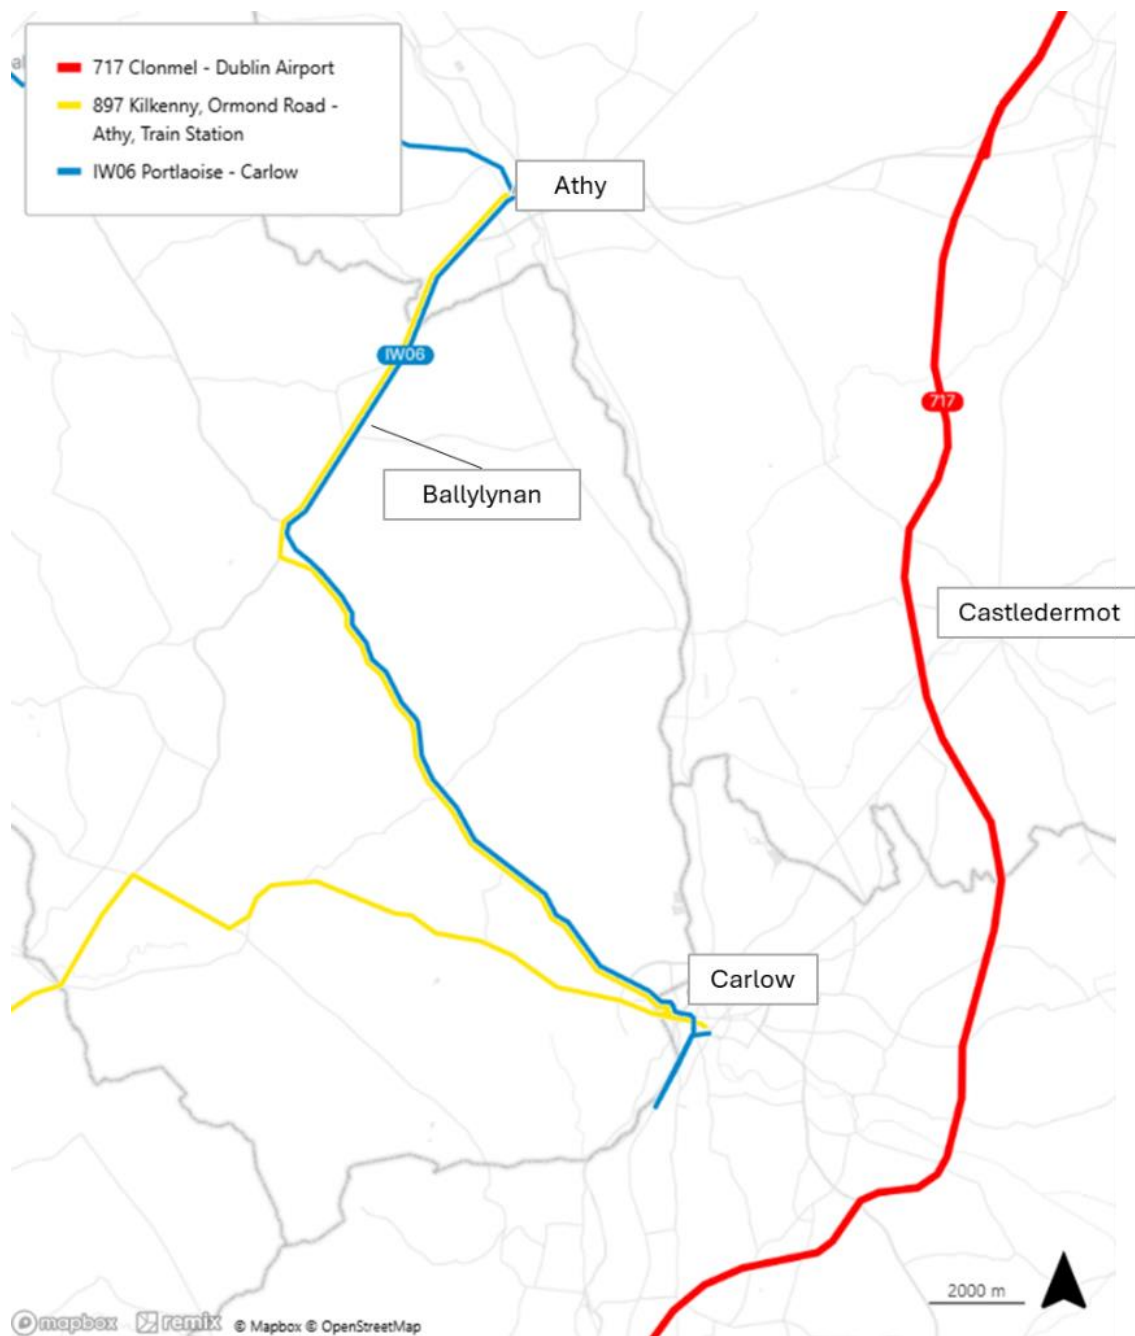 717 Clonmel - Dublin Airport
897 Kilkenny, Ormond Road -
Athy, Train Station
IW06 Portlaoise - Carlow
Athy
IW06
717
Ballylynan
Castledermot
Carlow
2000 m
mapbox remix © Mapbox © OpenStreetMap